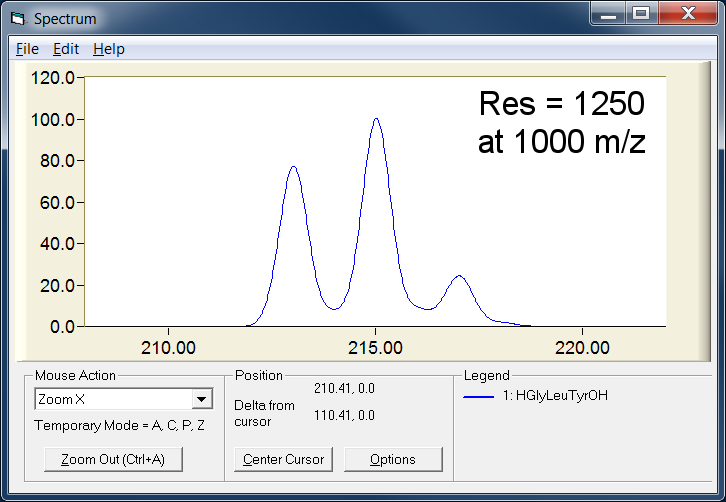 Spectrum
File Edit Help
Res = 1250
at 1000 m/z
120.0
100.0
80.0
60.0
40.0
20.0
0.0
210.00 215.00 220.00
Mouse Action
Zoom X
Temporary Mode = A, C, P, Z
Zoom Out (Ctrl+A)
Position
210.41, 0.0
Delta from
cursor
110.41, 0.0
Center Cursor
Options
Legend
1: HGlyLeuTyrOH